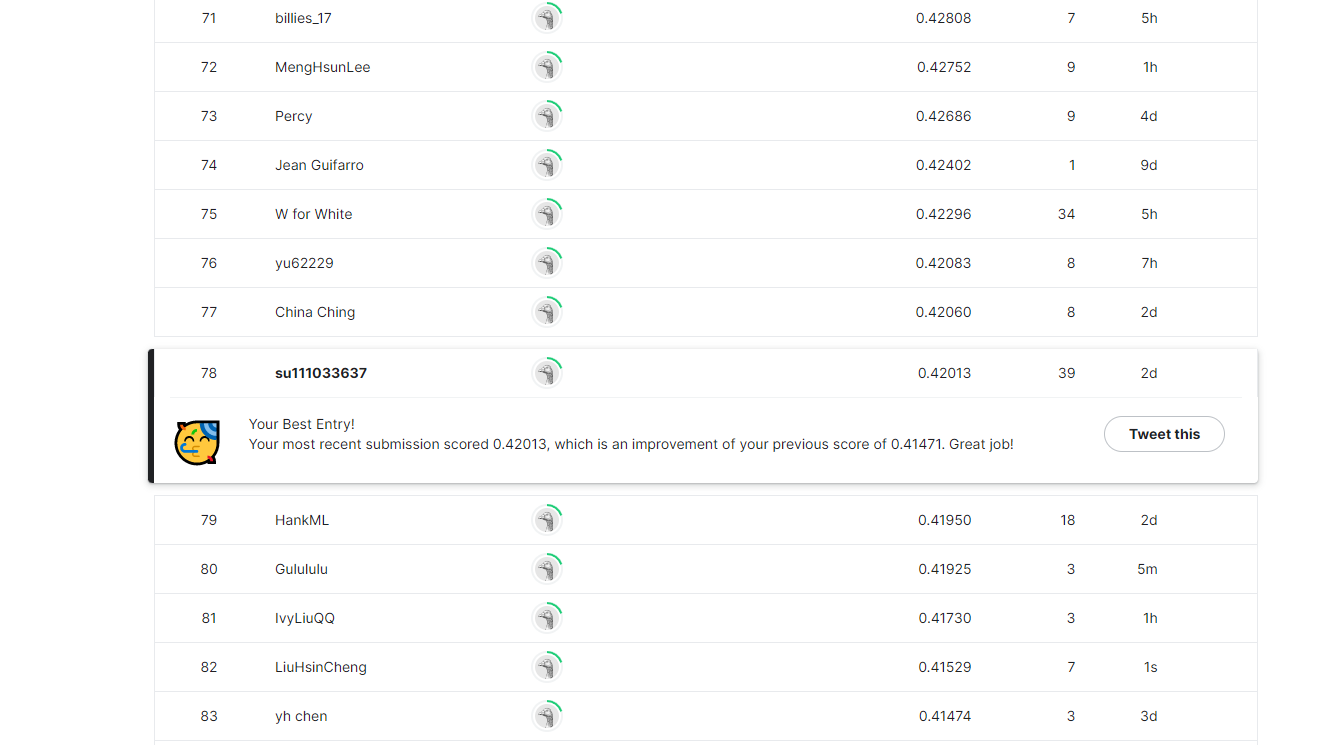 71 billies_17 0.42808 7 5h
72 MengHsunLee 0.42752 9 1h
73 Percy 0.42686 9 4d
74 Jean Guifarro 0.42402 1 9d
75 W for White 0.42296 34 5h
76 yu62229 0.42083 8 7h
77 China Ching 0.42060 8 2d
78 su111033637 0.42013 39 2d
Your Best Entry!
Your most recent submission scored 0.42013, which is an improvement of your previous score of 0.41471. Great job!
Tweet this
79 HankML 0.41950 18 2d
80 Gulululu 0.41925 3 5m
81 IvyLiuQQ 0.41730 3 1h
82 LiuHsinCheng 0.41529 7 1s
83 yh chen 0.41474 3 3d